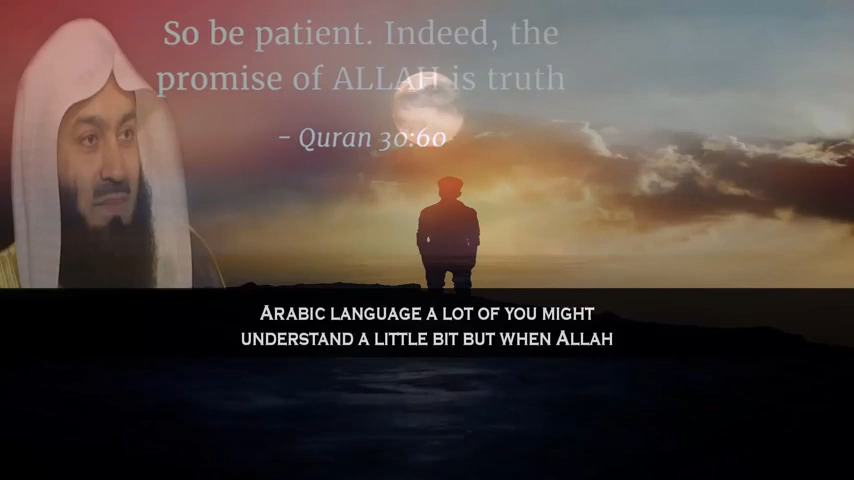 So be patient. Indeed, the
promise of ALLAH is truth
- Quran 30:60
ARABIC LANGUAGE A LOT OF YOU MIGHT
UNDERSTAND A LITTLE BIT BUT WHEN ALLAH